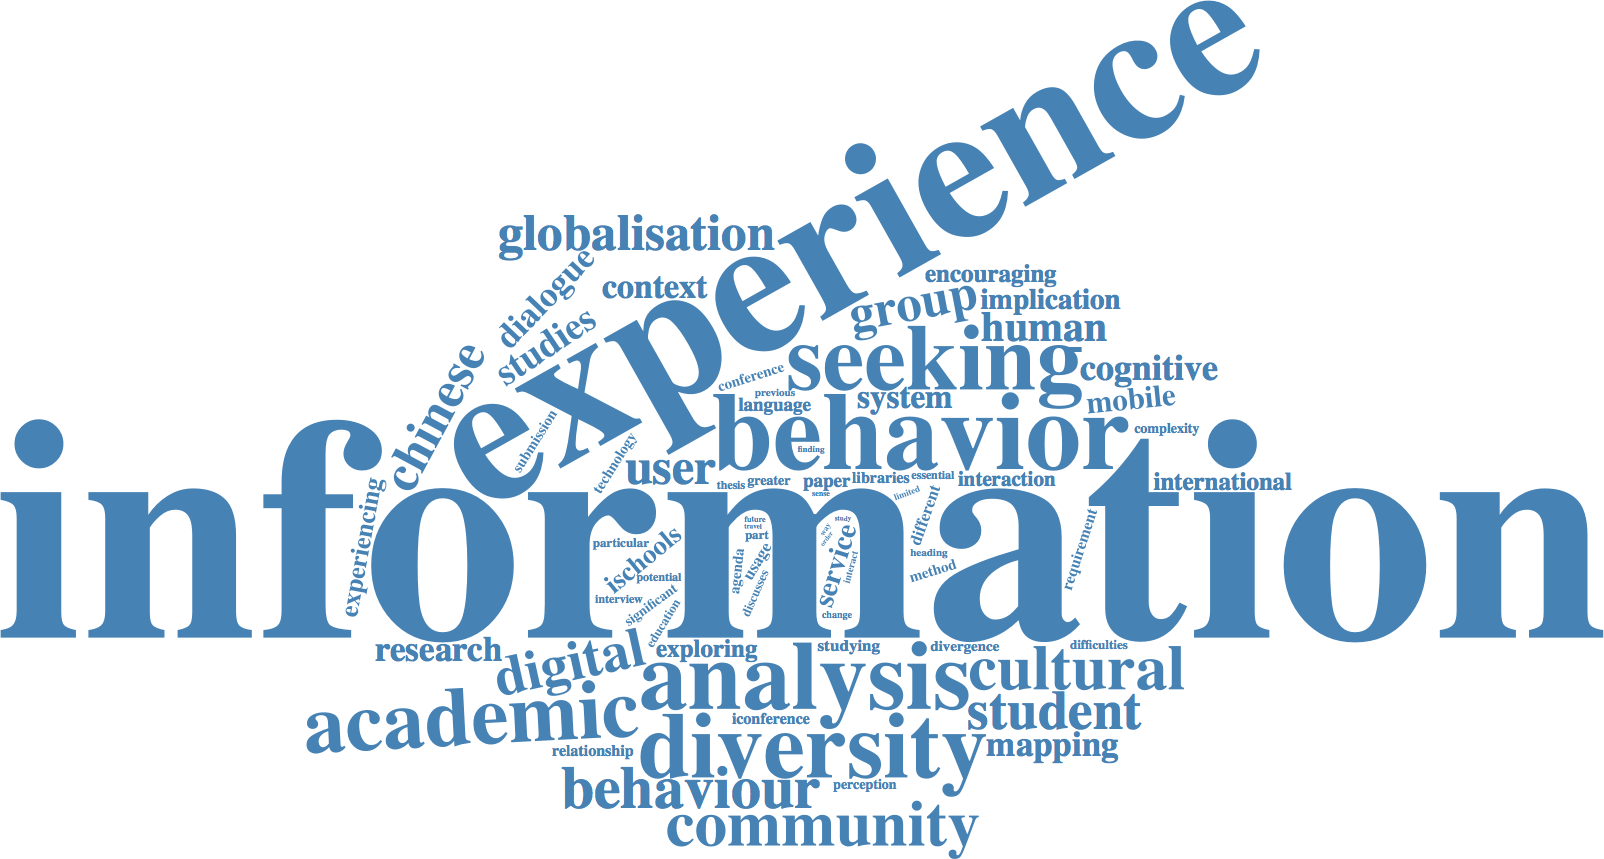 experience
globalisation
dialogue
context
studies
encouraging
group
implication
human
chinese
seeking
conference
cognitive
previous
language
system
mobile
behavior
submission
technology
complexity
finding
user
thesis
greater
paper
libraries
essential
interaction
international
sense
limited
information
experiencing
different
requirement
future
travel
part
study
way
order
particular
ischools
usage
agenda
service
interact
heading
method
potential
discusses
interview
significant
change
education
research
digital
exploring
studying
divergence
difficulties
analysis
cultural
academic
iconference
student
relationship
diversity
mapping
behaviour
perception
community